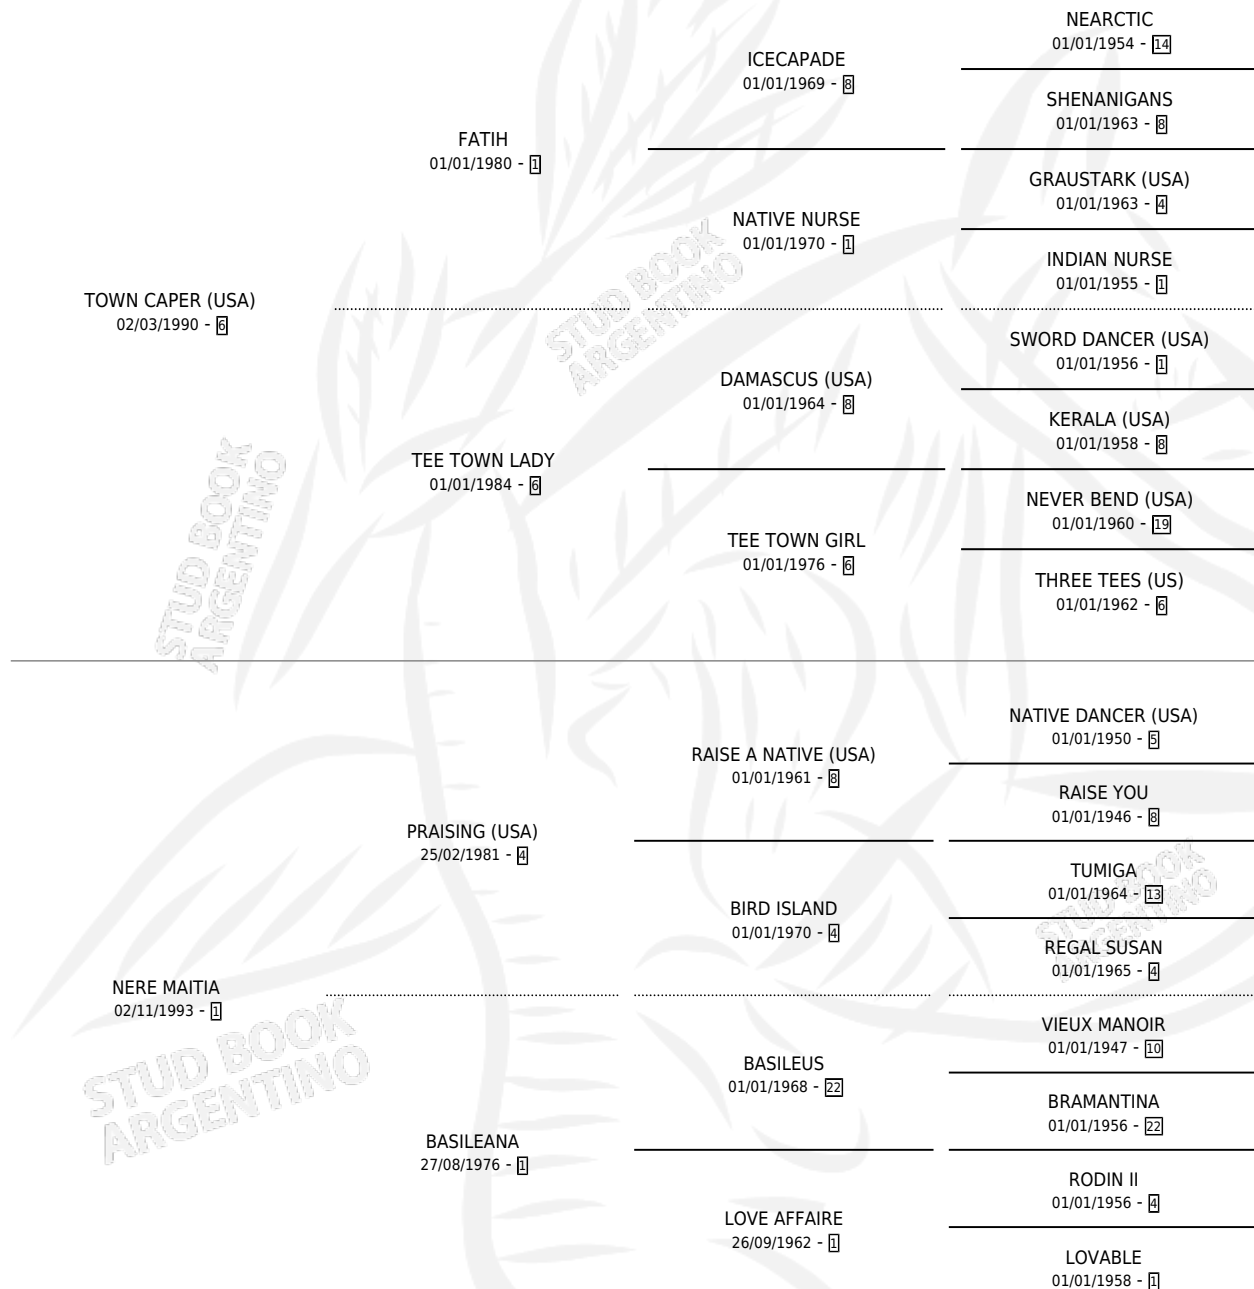 NEARCTIC
01/01/1954 - 14
ICECAPADE
01/01/1969 - 8
SHENANIGANS
01/01/1963 - 8
FATIH
01/01/1980 - 1
GRAUSTARK (USA)
01/01/1963 - 4
NATIVE NURSE
01/01/1970 - 1
INDIAN NURSE
01/01/1955 - 1
TOWN CAPER (USA)
02/03/1990 - 6
SWORD DANCER (USA)
01/01/1956 - 1
DAMASCUS (USA)
01/01/1964 - 8
KERALA (USA)
01/01/1958 - 8
TEE TOWN LADY
01/01/1984 - 6
NEVER BEND (USA)
01/01/1960 - 19
TEE TOWN GIRL
01/01/1976 - 6
THREE TEES (US)
01/01/1962 - 6
NATIVE DANCER (USA)
01/01/1950 - 5
RAISE A NATIVE (USA)
01/01/1961 - 8
RAISE YOU
01/01/1946 - 8
PRAISING (USA)
25/02/1981 - 4
TUMIGA
01/01/1964 - 13
BIRD ISLAND
01/01/1970 - 4
REGAL SUSAN
01/01/1965 - 4
NERE MAITIA
02/11/1993 - 1
VIEUX MANOIR
01/01/1947 - 10
BASILEUS
01/01/1968 - 22
BRAMANTINA
01/01/1956 - 22
BASILEANA
27/08/1976 - 1
RODIN II
01/01/1956 - 4
LOVE AFFAIRE
26/09/1962 - 1
LOVABLE
01/01/1958 - 1
STUD BOOK
ARGENTINO
STUD BOOK
ARGENTINO
STUD BOOK
ARGENTINO
STUD BOOK
ARGENTINO